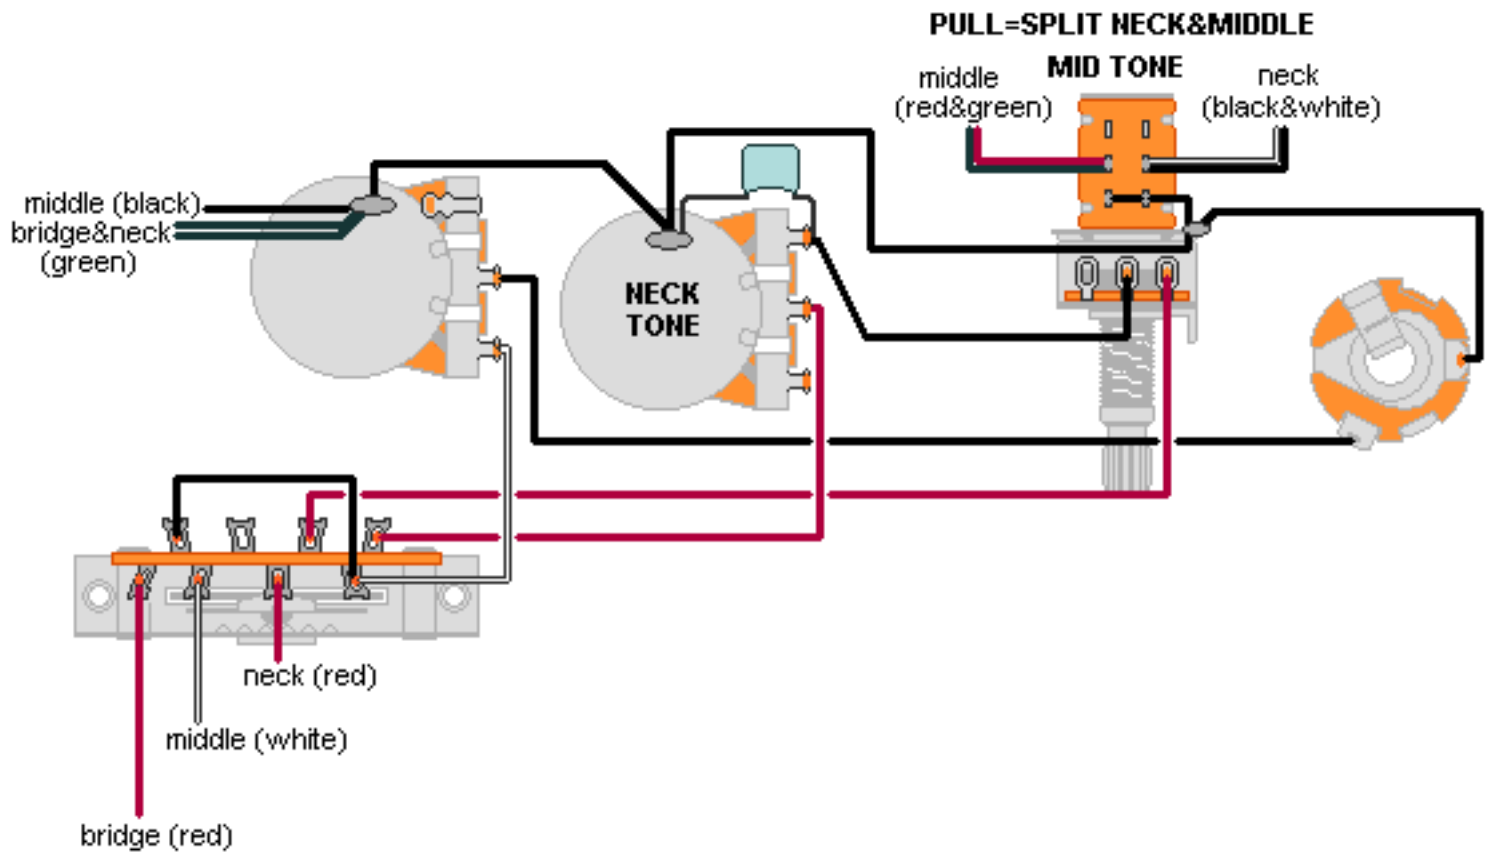 PULL=SPLIT NECK&MIDDLE
MID TONE
middle
(red&green)
neck
(black&white)
middle (black)
bridge&neck
(green)
NECK
TONE
neck (red)
middle (white)
bridge (red)